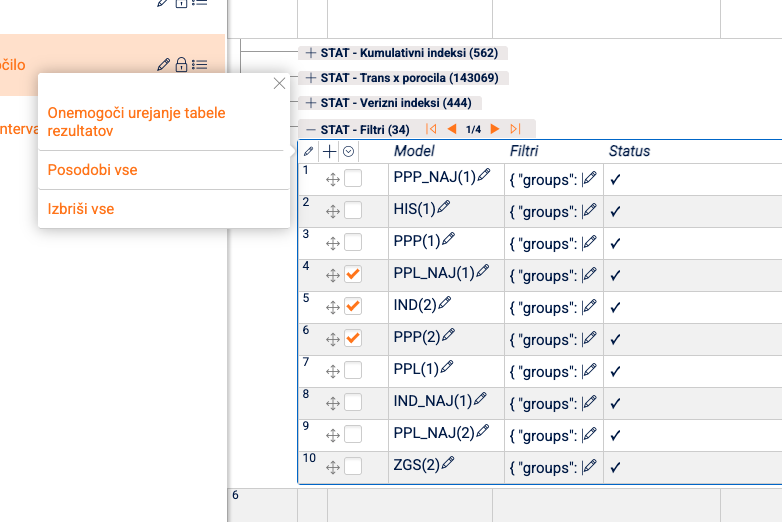 STAT - Kumulativni indeksi (562)
STAT - Trans x porocila (143069)
STAT - Verizni indeksi (444)
STAT - Filtri (34) 1/4
očilo
nterva
Onemogoči urejanje tabele
rezultatov
Posodobi vse
Izbriši vse
Model Filtri Status
1 PPP_NAJ(1) { "groups": ✓
2 HIS(1) { "groups": ✓
3 PPP(1) { "groups": ✓
4 PPL_NAJ(1) { "groups": ✓
5 IND(2) { "groups": ✓
6 PPP(2) { "groups": ✓
7 PPL(1) { "groups": ✓
8 IND_NAJ(1) { "groups": ✓
9 PPL_NAJ(2) { "groups": ✓
10 ZGS(2) { "groups": ✓
6